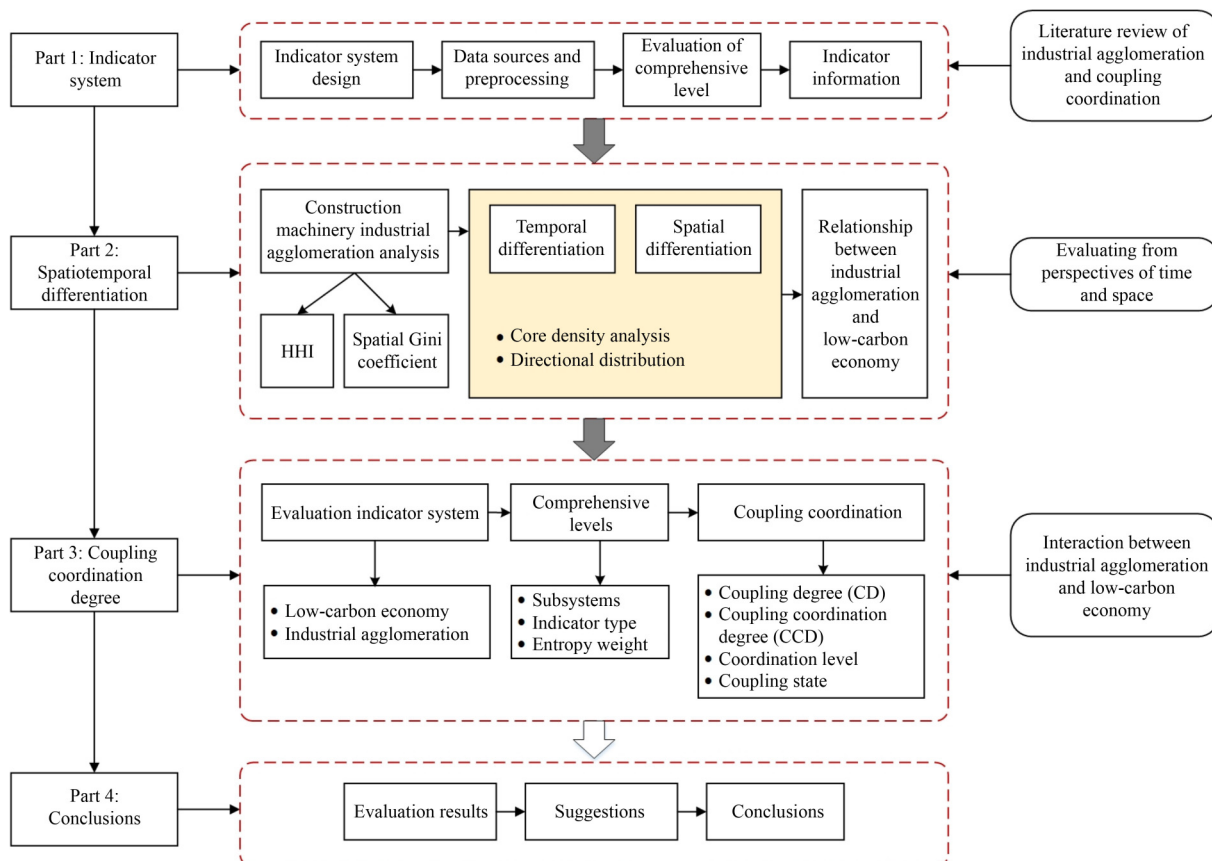 Part 1: Indicator
system
Indicator system
design
Data sources and
preprocessing
Evaluation of
comprehensive
level
Indicator
information
Literature review of
industrial agglomeration
and coupling
coordination
Part 2:
Spatiotemporal
differentiation
Construction
machinery industrial
agglomeration analysis
HHI
Spatial Gini
coefficient
Temporal
differentiation
Spatial
differentiation
• Core density analysis
• Directional distribution
Relationship
between
industrial
agglomeration
and
low-carbon
economy
Evaluating from
perspectives of time
and space
Part 3: Coupling
coordination
degree
Evaluation indicator system
Comprehensive
levels
Coupling coordination
• Low-carbon economy
• Industrial agglomeration
• Subsystems
• Indicator type
• Entropy weight
• Coupling degree (CD)
• Coupling coordination
degree (CCD)
• Coordination level
• Coupling state
Interaction between
industrial agglomeration
and low-carbon
economy
Part 4:
Conclusions
Evaluation results
Suggestions
Conclusions